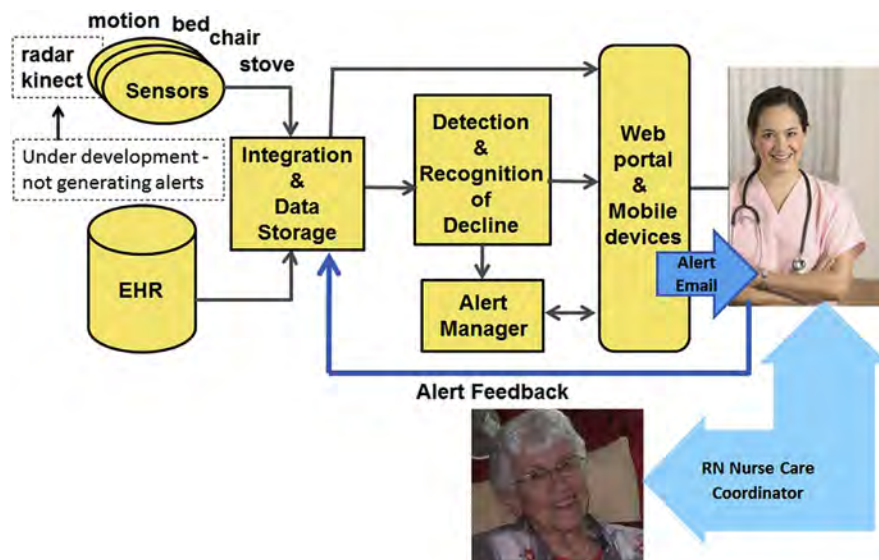 motion
bed
chair
stove
radar
kinect
Sensors
Under development -
not generating alerts
EHR
Integration
&
Data
Storage
Detection
&
Recognition
of
Decline
Alert
Manager
Web
portal
&
Mobile
devices
Alert
Email
Alert Feedback
RN Nurse Care
Coordinator